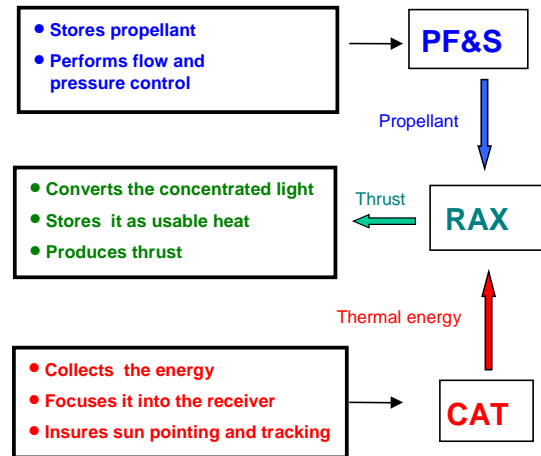 • Stores propellant
• Performs flow and
pressure control
PF&S
Propellant
• Converts the concentrated light
• Stores it as usable heat
• Produces thrust
Thrust
RAX
Thermal energy
• Collects the energy
• Focuses it into the receiver
• Insures sun pointing and tracking
CAT